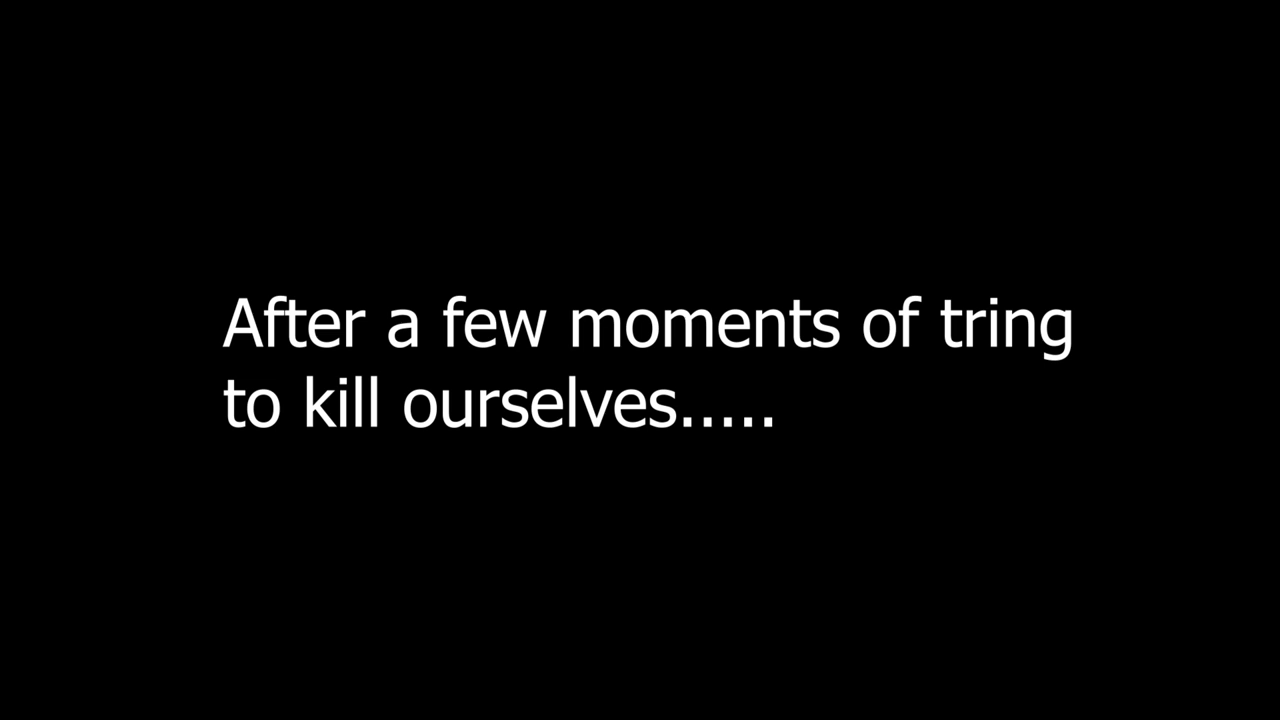 After a few moments of tring
to kill ourselves.....